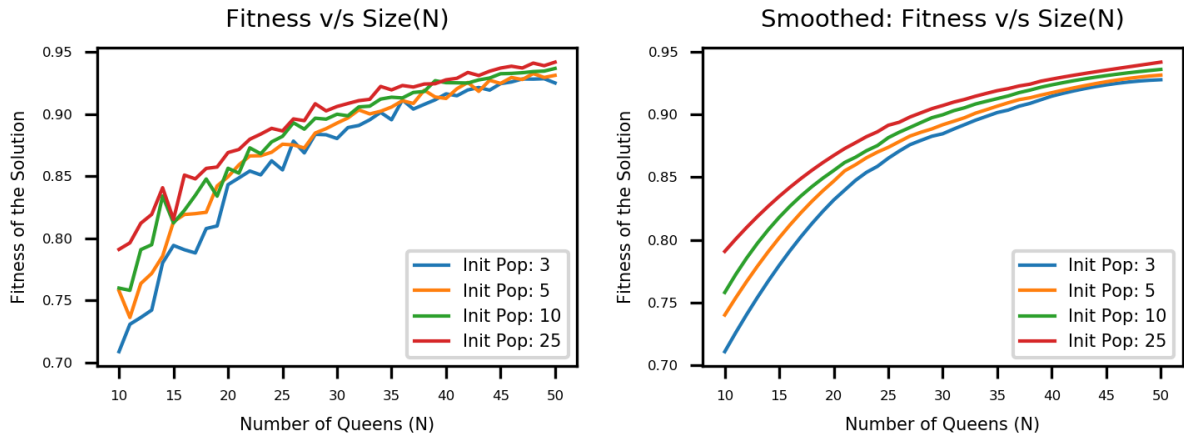 Fitness v/s Size(N)
0.95
0.90
0.85
0.80
0.75
0.70
Fitness of the Solution
10 15 20 25 30 35 40 45 50
Number of Queens (N)
Init Pop: 3
Init Pop: 5
Init Pop: 10
Init Pop: 25
Smoothed: Fitness v/s Size(N)
0.95
0.90
0.85
0.80
0.75
0.70
Fitness of the Solution
10 15 20 25 30 35 40 45 50
Number of Queens (N)
Init Pop: 3
Init Pop: 5
Init Pop: 10
Init Pop: 25